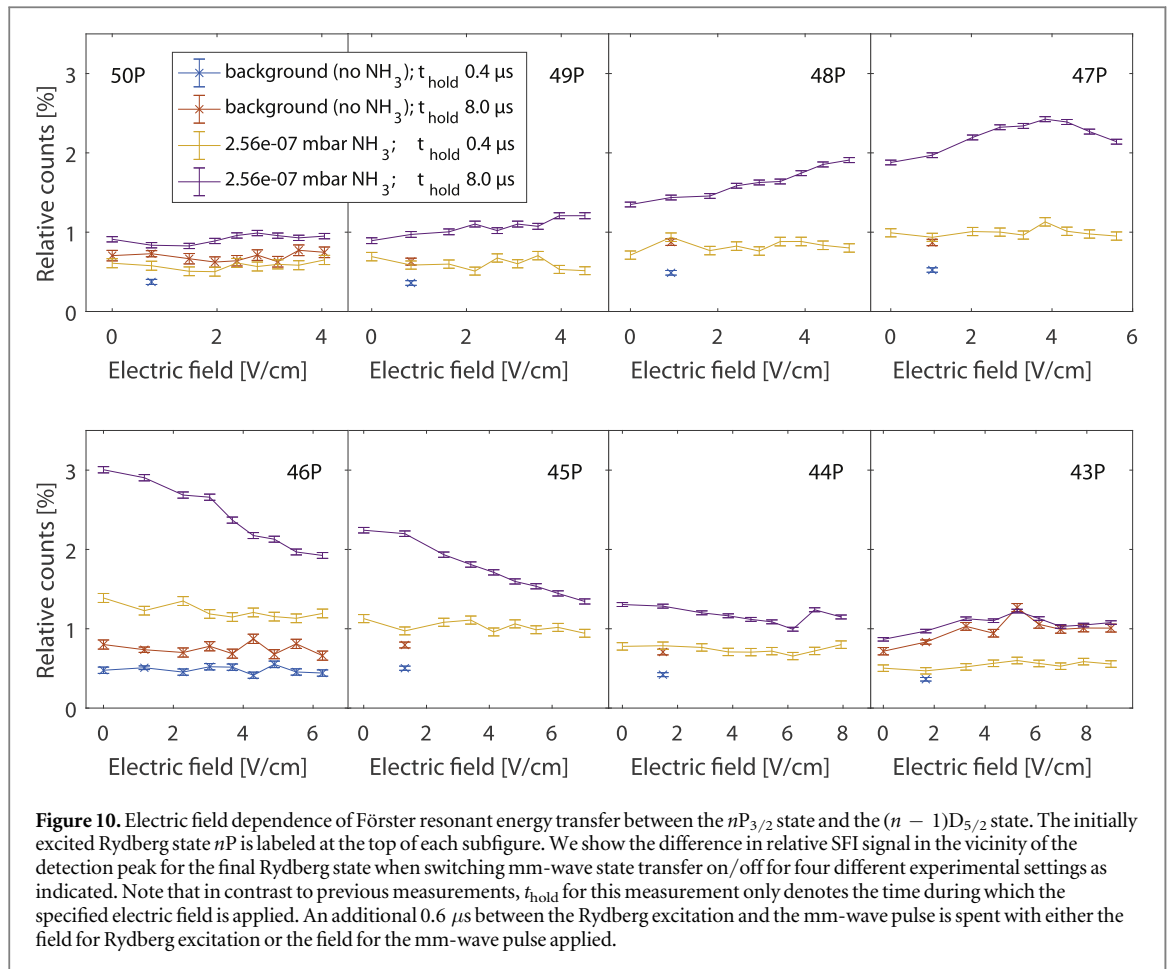 50P
49P
48P
47P
background (no NH3); t hold 0.4 µs
background (no NH3); t hold 8.0 µs
2.56e-07 mbar NH3; t hold 0.4 µs
2.56e-07 mbar NH3; t hold 8.0 µs
Relative counts [%]
3
2
1
0
0 2 4 0 2 4 0 2 4 0 2 4 6
Electric field [V/cm] Electric field [V/cm] Electric field [V/cm] Electric field [V/cm]
46P
45P
44P
43P
Relative counts [%]
3
2
1
0
0 2 4 6 0 2 4 6 0 2 4 6 8 0 2 4 6 8
Electric field [V/cm] Electric field [V/cm] Electric field [V/cm] Electric field [V/cm]
Figure 10. Electric field dependence of Förster resonant energy transfer between the nP3/2 state and the (n − 1)D5/2 state. The initially
excited Rydberg state nP is labeled at the top of each subfigure. We show the difference in relative SFI signal in the vicinity of the
detection peak for the final Rydberg state when switching mm-wave state transfer on/off for four different experimental settings as
indicated. Note that in contrast to previous measurements, thold for this measurement only denotes the time during which the
specified electric field is applied. An additional 0.6 μs between the Rydberg excitation and the mm-wave pulse is spent with either the
field for Rydberg excitation or the field for the mm-wave pulse applied.